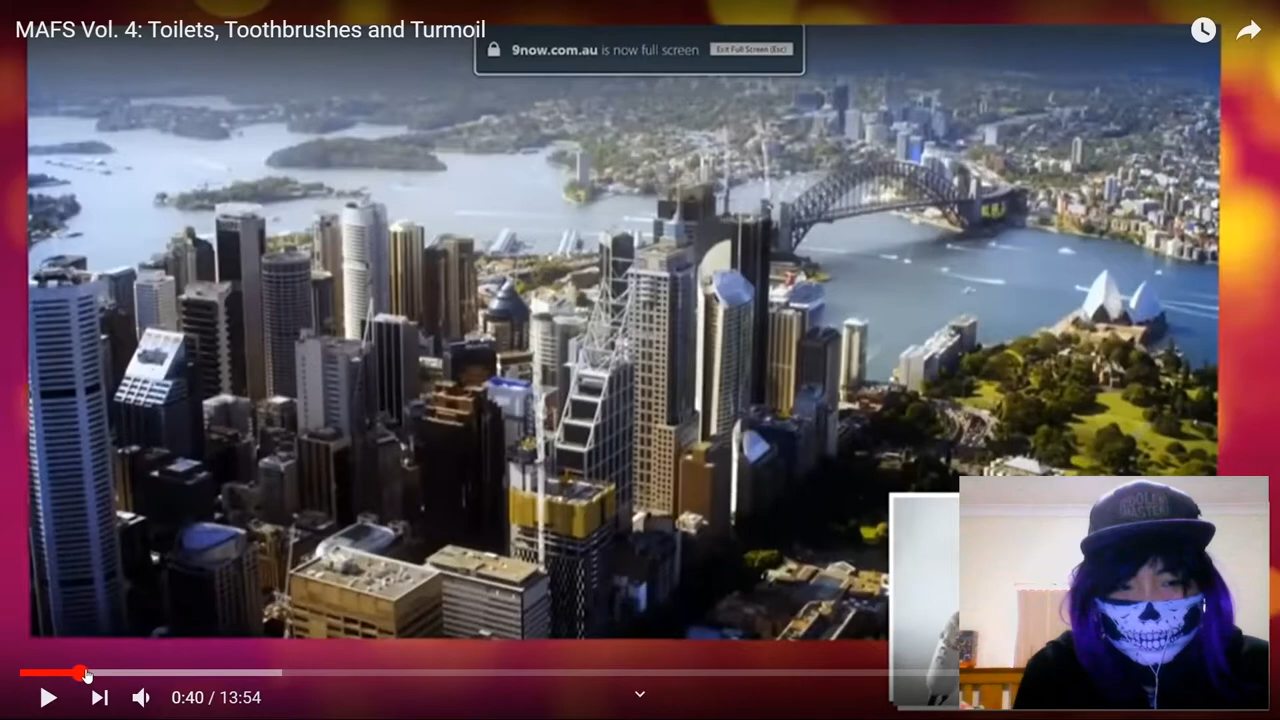 MAFS Vol. 4: Toilets, Toothbrushes and Turmoil
9now.com.au is now full screen Exit Full Screen (Esc)
0:40 / 13:54